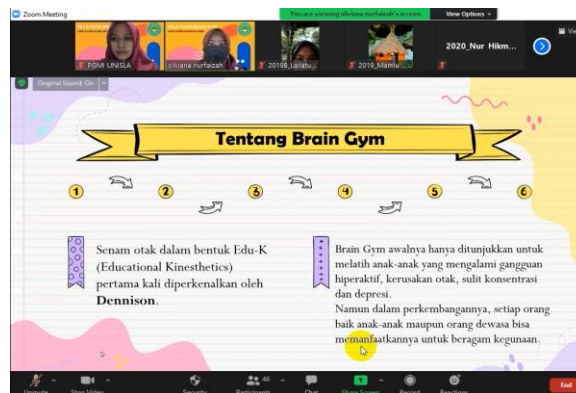 Zoom Meeting
You are viewing silviana nurfaizah's screen
View Options
PGMI UNISLA
silviana nurfaizah
2020_Nur Hikm...
Original Sound: On
Tentang Brain Gym
1 2 3 4 5 6
Senam otak dalam bentuk Edu-K
(Educational Kinesthetics)
pertama kali diperkenalkan oleh
Dennison.
Brain Gym awalnya hanya ditunjukkan untuk
melatih anak-anak yang mengalami gangguan
hiperaktif, kerusakan otak, sulit konsentrasi
dan depresi.
Namun dalam perkembangannya, setiap orang
baik anak-anak maupun orang dewasa bisa
memanfaatkannya untuk beragam kegunaan.
Unmute Stop Video Security Participants 46 Chat Share Screen Record Reactions End